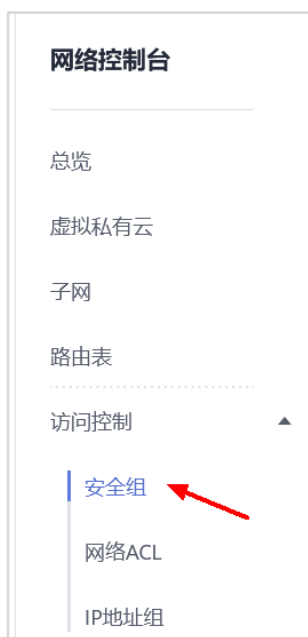 网络控制台
总览
虚拟私有云
子网
路由表
访问控制
安全组
网络ACL
IP地址组